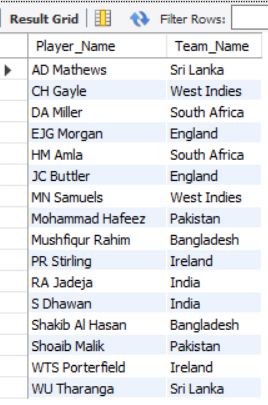 Result Grid Filter Rows:
Player_Name Team_Name
AD Mathews Sri Lanka
CH Gayle West Indies
DA Miller South Africa
EJG Morgan England
HM Amla South Africa
JC Buttler England
MN Samuels West Indies
Mohammad Hafeez Pakistan
Mushfiqur Rahim Bangladesh
PR Stirling Ireland
RA Jadeja India
S Dhawan India
Shakib Al Hasan Bangladesh
Shoaib Malik Pakistan
WTS Porterfield Ireland
WU Tharanga Sri Lanka